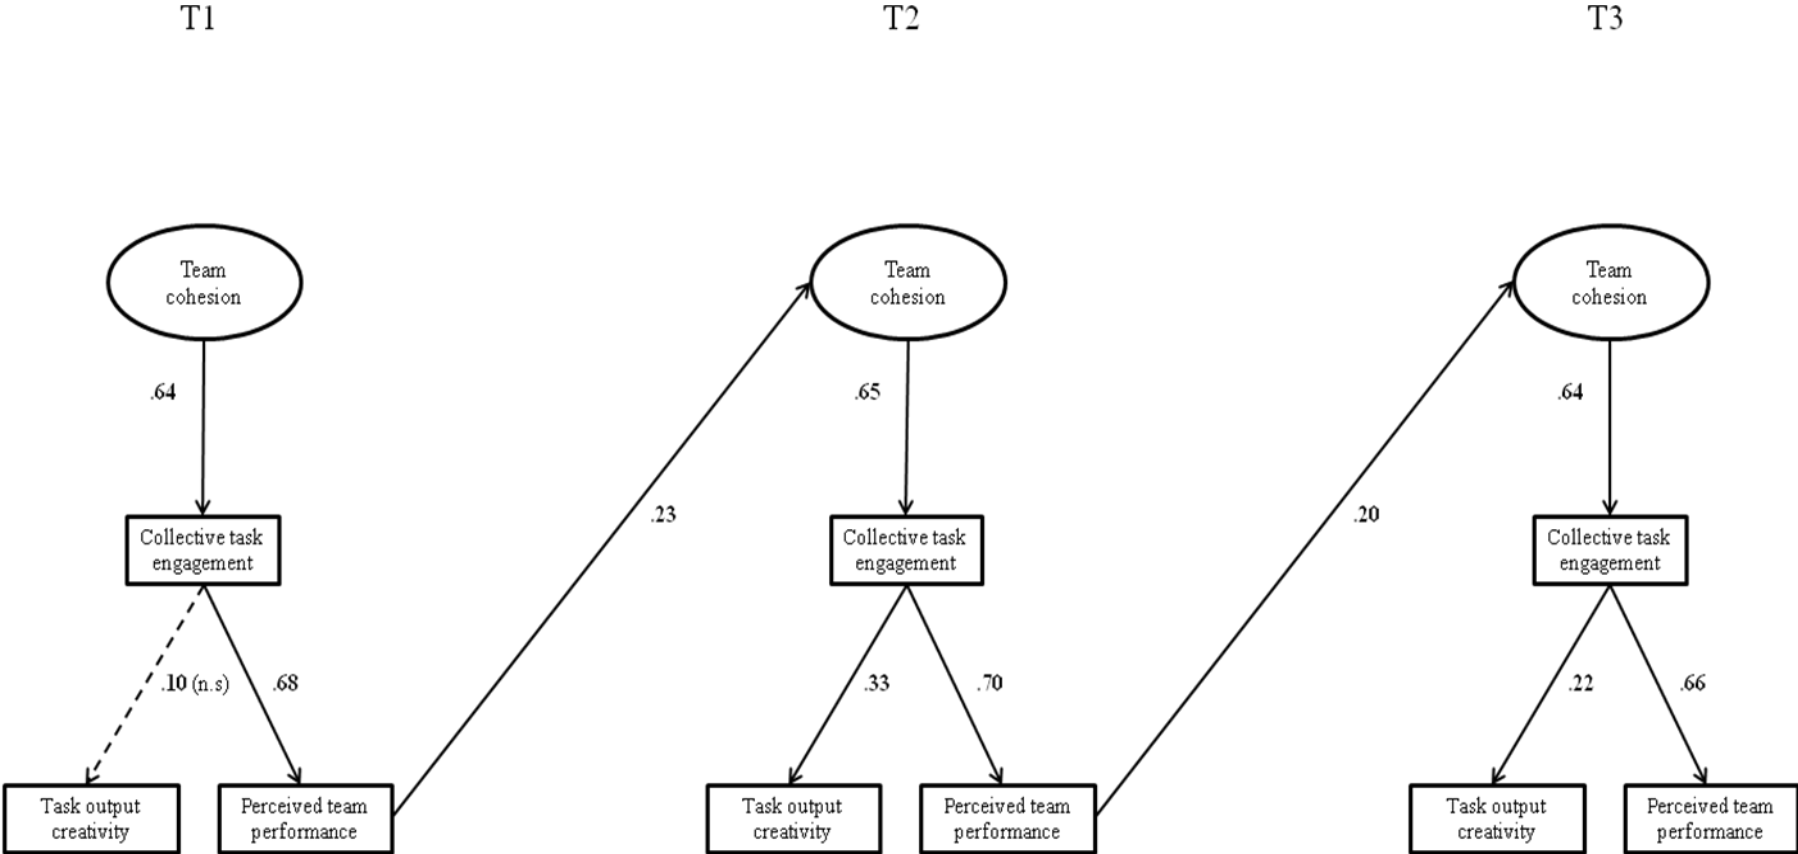 T1
T2
T3
Team
cohesion
Team
cohesion
Team
cohesion
.64
.65
.64
.23
.20
Collective task
engagement
Collective task
engagement
Collective task
engagement
.10 (n.s)
.68
.33
.70
.22
.66
Task output
creativity
Perceived team
performance
Task output
creativity
Perceived team
performance
Task output
creativity
Perceived team
performance